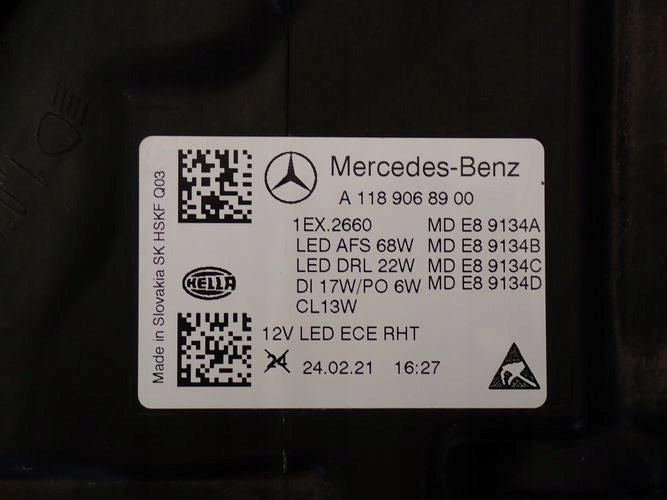 Mercedes-Benz
A 118 906 89 00
1EX.2660 MD E8 9134A
LED AFS 68W MD E8 9134B
LED DRL 22W MD E8 9134C
DI 17W/PO 6W MD E8 9134D
CL13W
12V LED ECE RHT
24 24.02.21 16:27
HELLA
Made in Slovakia SK HSKF Q03